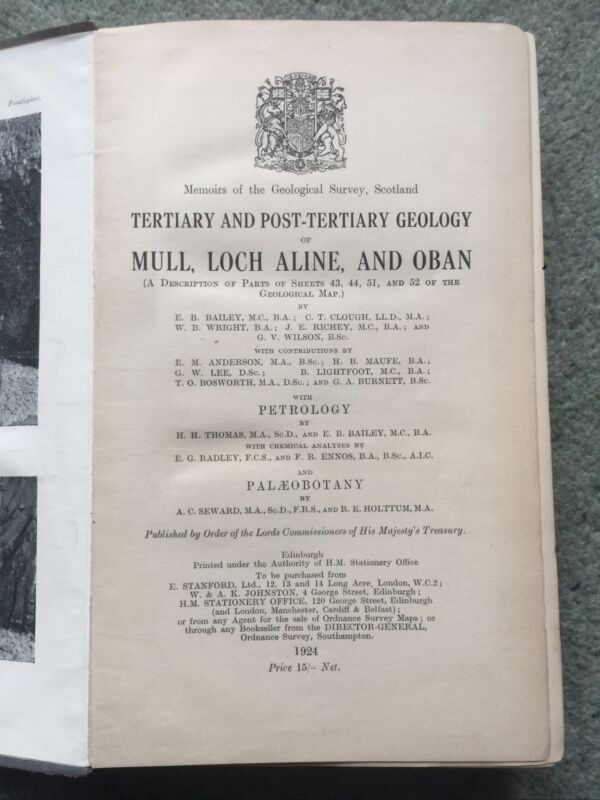 Frontispiece.
Memoirs of the Geological Survey, Scotland
TERTIARY AND POST-TERTIARY GEOLOGY
OF
MULL, LOCH ALINE, AND OBAN
(A Description of Parts of Sheets 43, 44, 51, and 52 of the
Geological Map.)
BY
E. B. BAILEY, M.C., B.A.; C. T. CLOUGH, LL.D., M.A.;
W. B. WRIGHT, B.A.; J. E. RICHEY, M.C., B.A.; AND
G. V. WILSON, B.Sc.
WITH CONTRIBUTIONS BY
E. M. ANDERSON, M.A., B.Sc.; H. B. MAUFE, B.A.;
G. W. LEE, D.Sc.; B. LIGHTFOOT, M.C., B.A.;
T. O. BOSWORTH, M.A., D.Sc.; AND G. A. BURNETT, B.Sc.
WITH
PETROLOGY
BY
H. H. THOMAS, M.A., Sc.D., AND E. B. BAILEY, M.C., B.A.
WITH CHEMICAL ANALYSES BY
E. G. RADLEY, F.C.S., AND F. R. ENNOS, B.A., B.Sc., A.I.C.
AND
PALÆOBOTANY
BY
A. C. SEWARD, M.A., Sc.D., F.R.S., AND R. E. HOLTTUM, M.A.
Published by Order of the Lords Commissioners of His Majesty's Treasury.
Edinburgh
Printed under the Authority of H.M. Stationery Office
To be purchased from
E. STANFORD, Ltd., 12, 13 and 14 Long Acre, London, W.C.2;
W. & A. K. JOHNSTON, 4 George Street, Edinburgh;
H.M. STATIONERY OFFICE, 120 George Street, Edinburgh
(and London, Manchester, Cardiff & Belfast);
or from any Agent for the sale of Ordnance Survey Maps; or
through any Bookseller from the DIRECTOR-GENERAL,
Ordnance Survey, Southampton.
1924
Price 15/- Net.